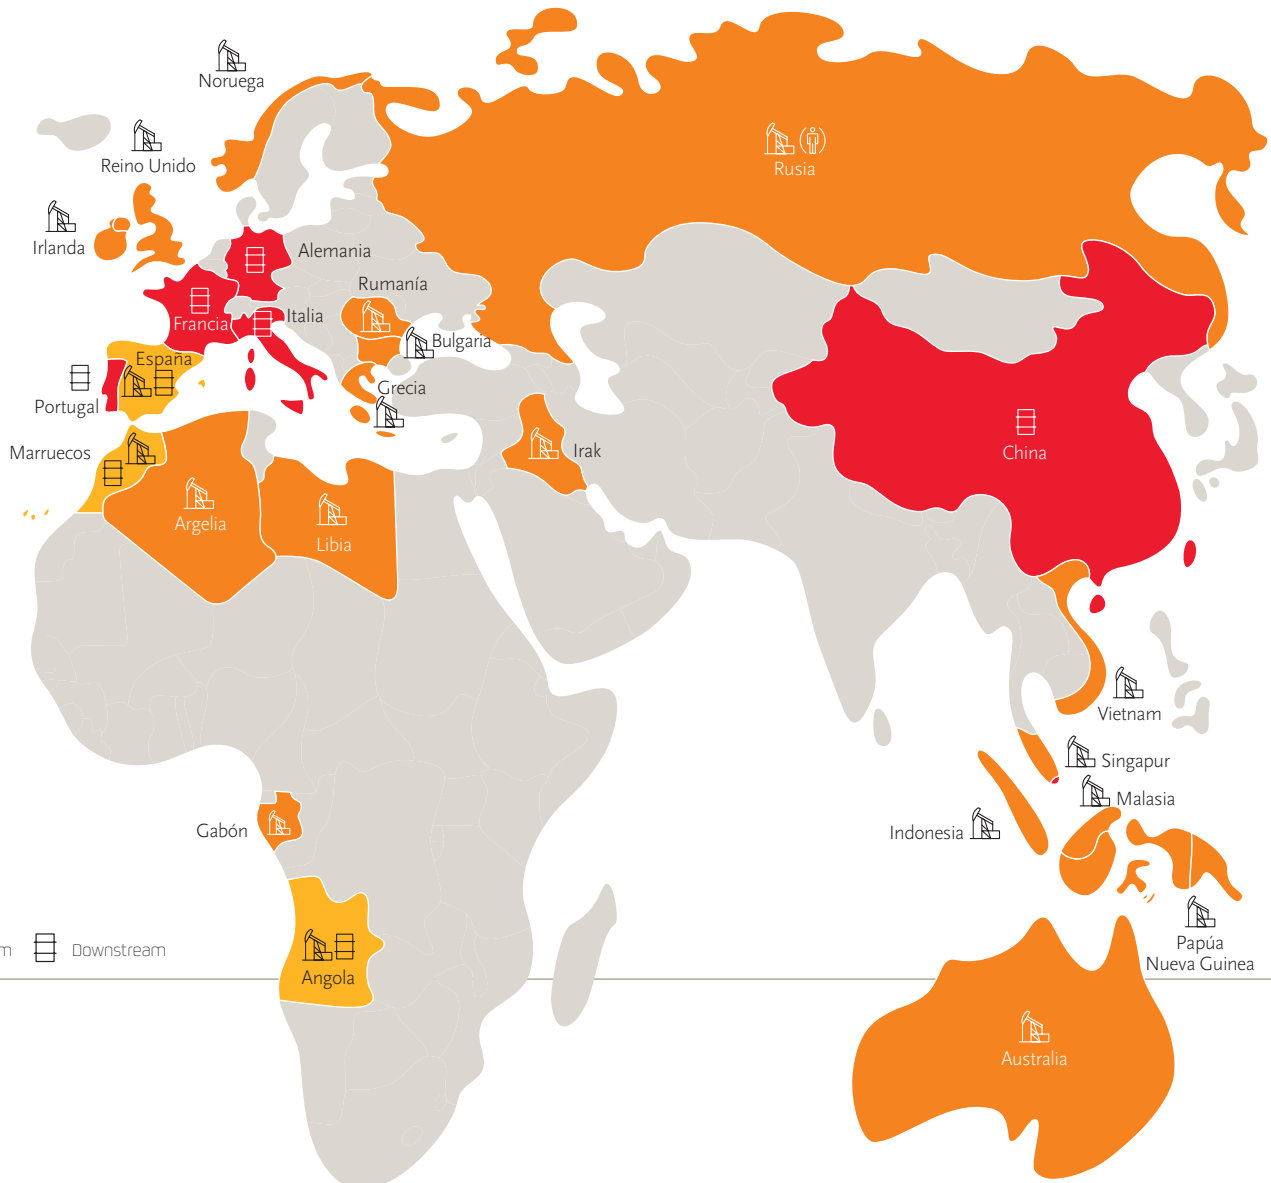 Noruega
Reino Unido
Rusia
Irlanda
Alemania
Rumanía
Francia
Italia
Bulgaria
España
Grecia
Portugal
Marruecos
Irak
China
Argelia
Libia
Vietnam
Singapur
Malasia
Gabón
Indonesia
Papúa
Nueva Guinea
m
Downstream
Angola
Australia